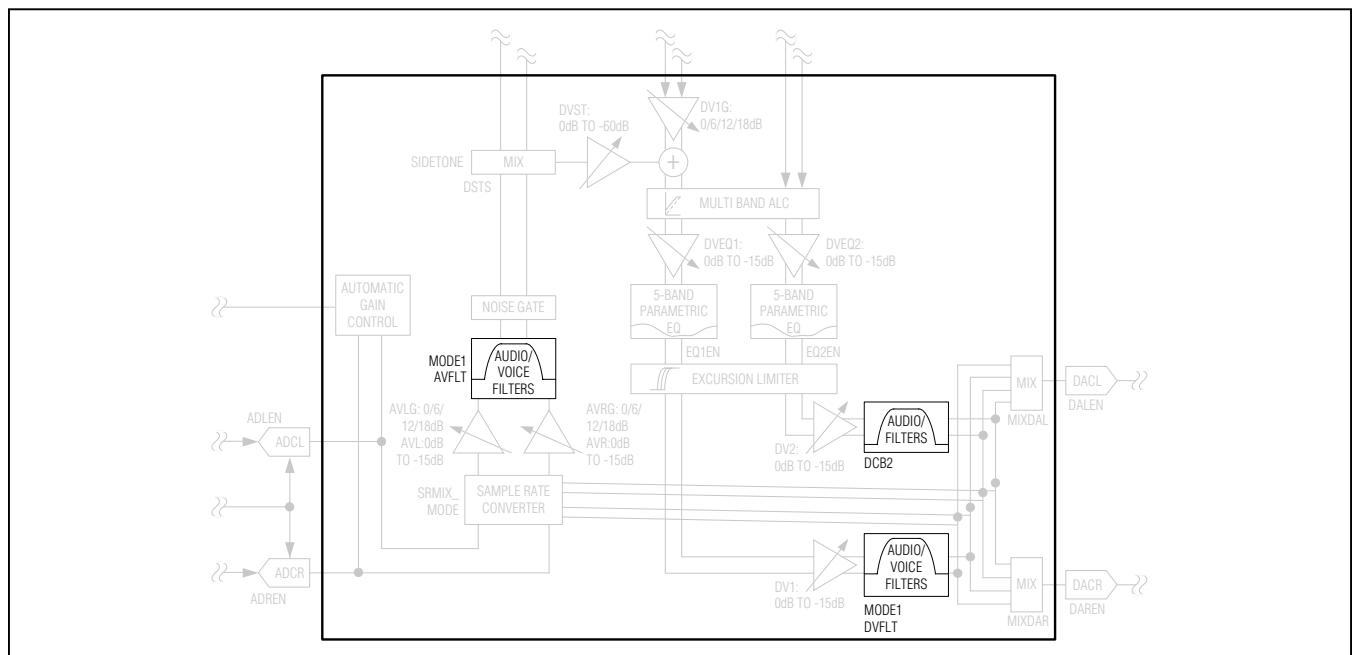 DVST:
0dB TO -60dB
DV1G:
0/6/12/18dB
SIDETONE
MIX
+
DSTS
MULTI BAND ALC
DVEQ1:
0dB TO -15dB
DVEQ2:
0dB TO -15dB
AUTOMATIC
GAIN
CONTROL
NOISE GATE
5-BAND
PARAMETRIC
EQ
5-BAND
PARAMETRIC
EQ
EQ1EN
EQ2EN
MODE1
AVFLT
AUDIO/
VOICE
FILTERS
EXCURSION LIMITER
MIX
MIXDAL
DACL
DALEN
ADLEN
ADCL
AVLG: 0/6/
12/18dB
AVL:0dB
TO -15dB
AVRG: 0/6/
12/18dB
AVR:0dB
TO -15dB
DV2:
0dB TO -15dB
AUDIO/
FILTERS
DCB2
SRMIX_
MODE
SAMPLE RATE
CONVERTER
ADCR
ADREN
DV1:
0dB TO -15dB
AUDIO/
VOICE
FILTERS
MODE1
DVFLT
MIX
MIXDAR
DACR
DAREN